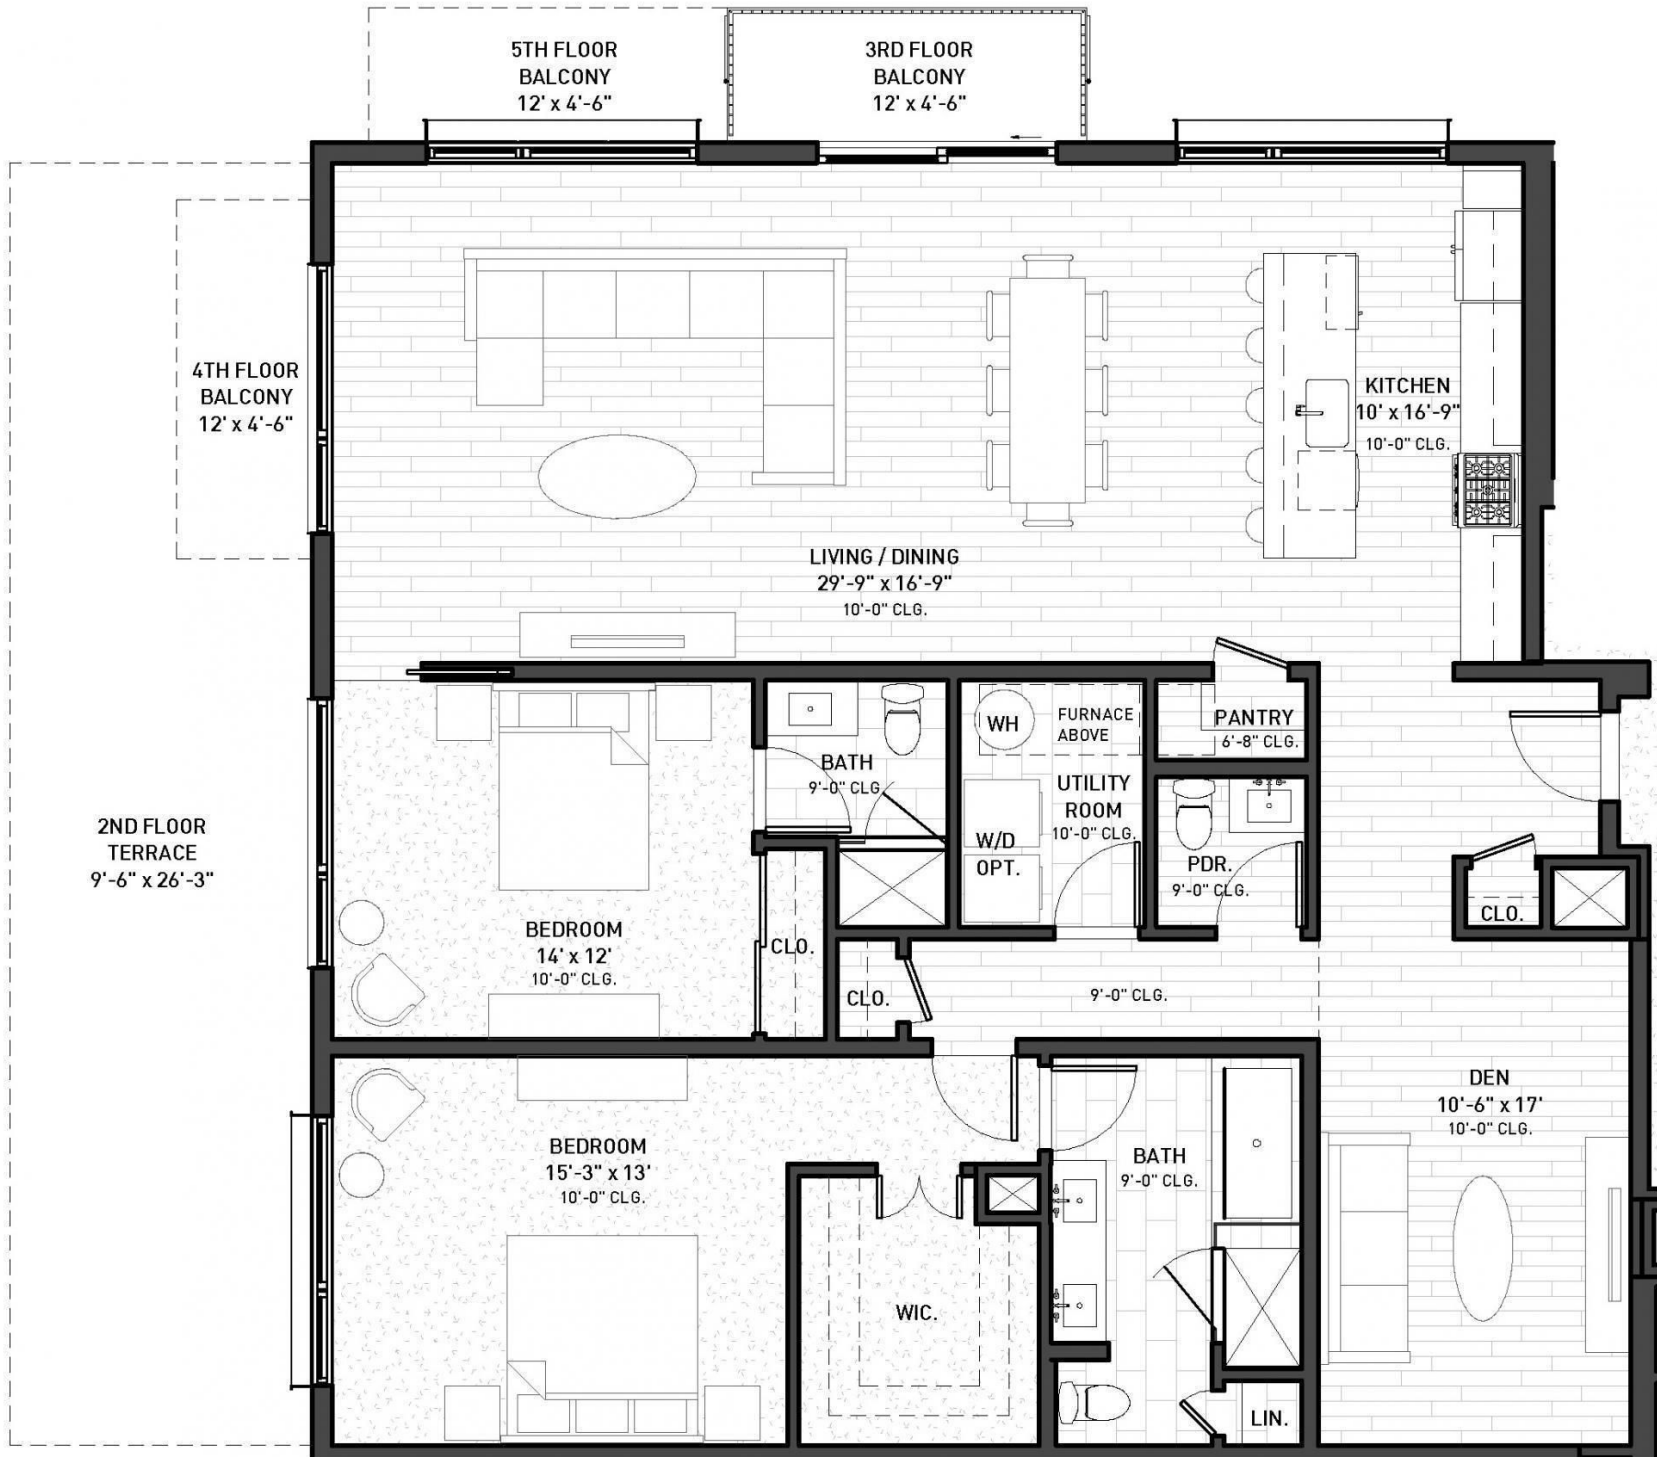 5TH FLOOR
BALCONY
12' x 4'-6"
3RD FLOOR
BALCONY
12' x 4'-6"
4TH FLOOR
BALCONY
12' x 4'-6"
KITCHEN
10' x 16'-9"
10'-0" CLG.
LIVING / DINING
29'-9" x 16'-9"
10'-0" CLG.
2ND FLOOR
TERRACE
9'-6" x 26'-3"
BATH
9'-0" CLG
WH
FURNACE
ABOVE
UTILITY
ROOM
10'-0" CLG.
W/D
OPT.
PANTRY
6'-8" CLG.
PDR.
9'-0" CLG.
CLO.
BEDROOM
14' x 12'
10'-0" CLG.
CLO.
CLO.
9'-0" CLG.
DEN
10'-6" x 17'
10'-0" CLG.
BEDROOM
15'-3" x 13'
10'-0" CLG.
BATH
9'-0" CLG.
WIC.
LIN.